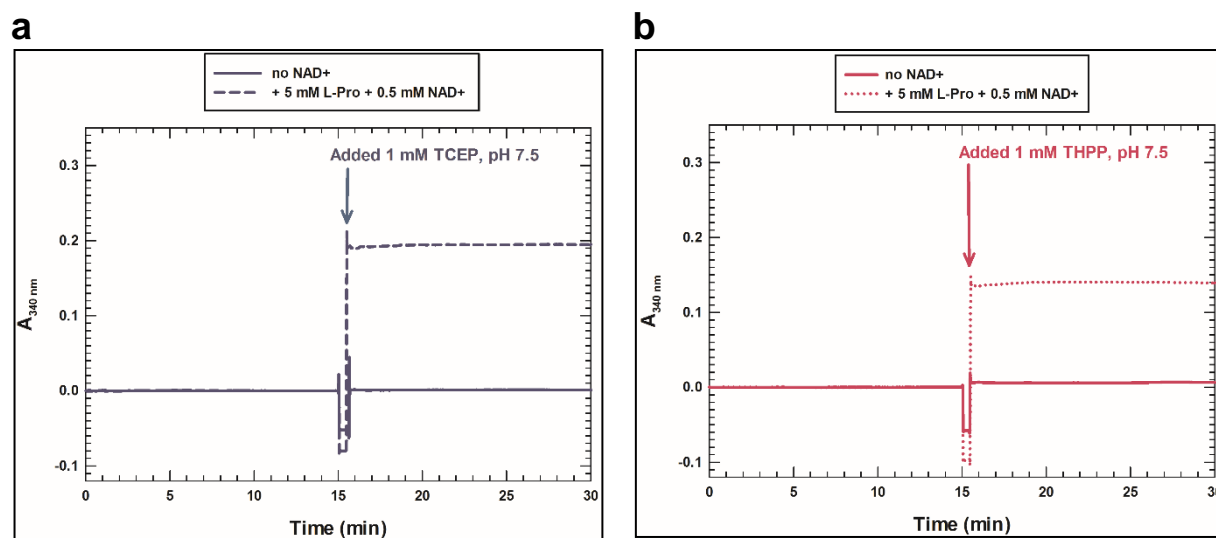 a
no NAD+
+ 5 mM L-Pro + 0.5 mM NAD+
Added 1 mM TCEP, pH 7.5
0.3
0.2
0.1
0.0
-0.1
A340 nm
0 5 10 15 20 25 30
Time (min)
b
no NAD+
+ 5 mM L-Pro + 0.5 mM NAD+
Added 1 mM THPP, pH 7.5
0.3
0.2
0.1
0.0
-0.1
A340 nm
0 5 10 15 20 25 30
Time (min)